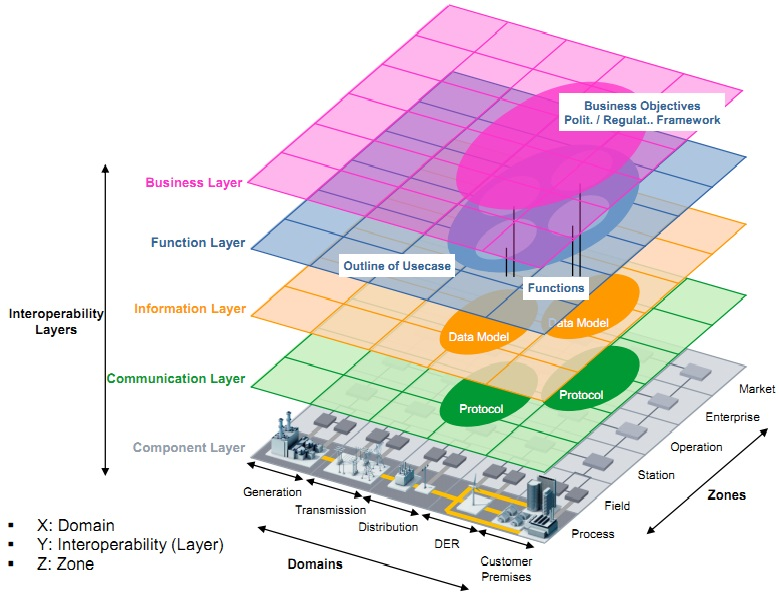 Business Objectives
Polit. / Regulat.. Framework
Business Layer
Function Layer
Outline of Usecase
Functions
Interoperability
Layers
Information Layer
Data Model
Data Model
Communication Layer
Protocol
Protocol
Component Layer
Market
Enterprise
Operation
Station
Field
Process
Zones
Generation
Transmission
Distribution
DER
Customer
Premises
Domains
▪ X: Domain
▪ Y: Interoperability (Layer)
▪ Z: Zone